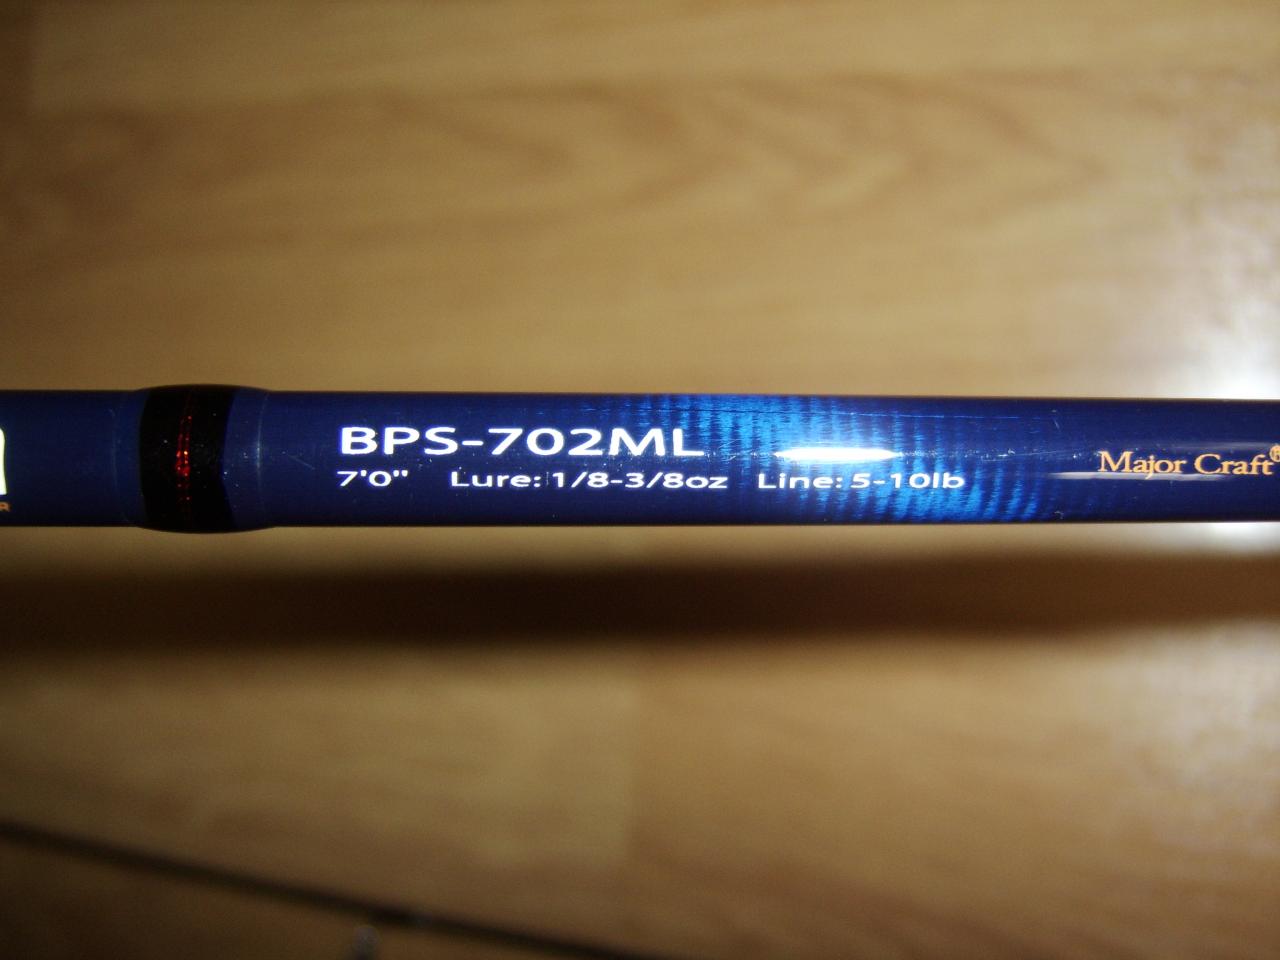 BPS-702ML
7'0" Lure: 1/8-3/8oz Line: 5-10lb
Major Craft®